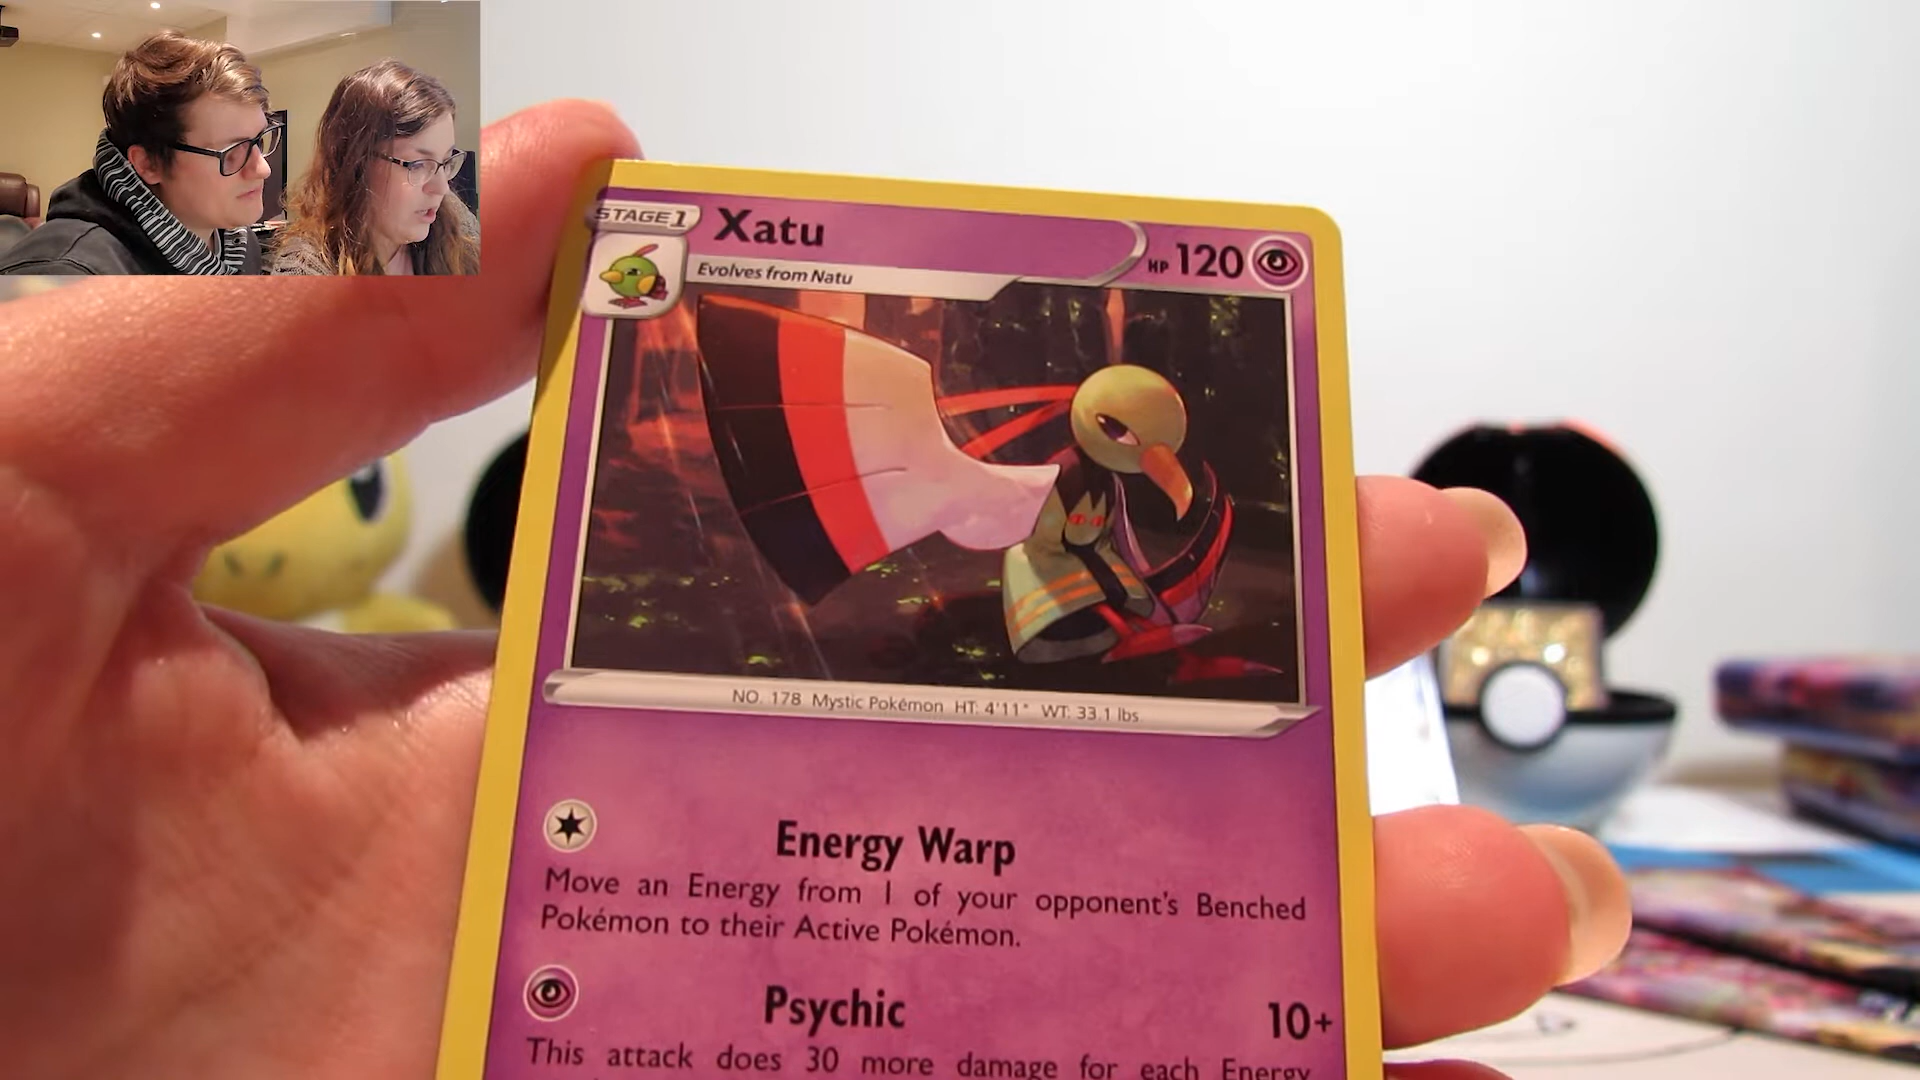 STAGE 1
Xatu
HP 120
Evolves from Natu
NO. 178 Mystic Pokémon HT: 4'11" WT: 33.1 lbs
Energy Warp
Move an Energy from 1 of your opponent's Benched
Pokémon to their Active Pokémon.
Psychic 10+
This attack does 30 more damage for each Energy